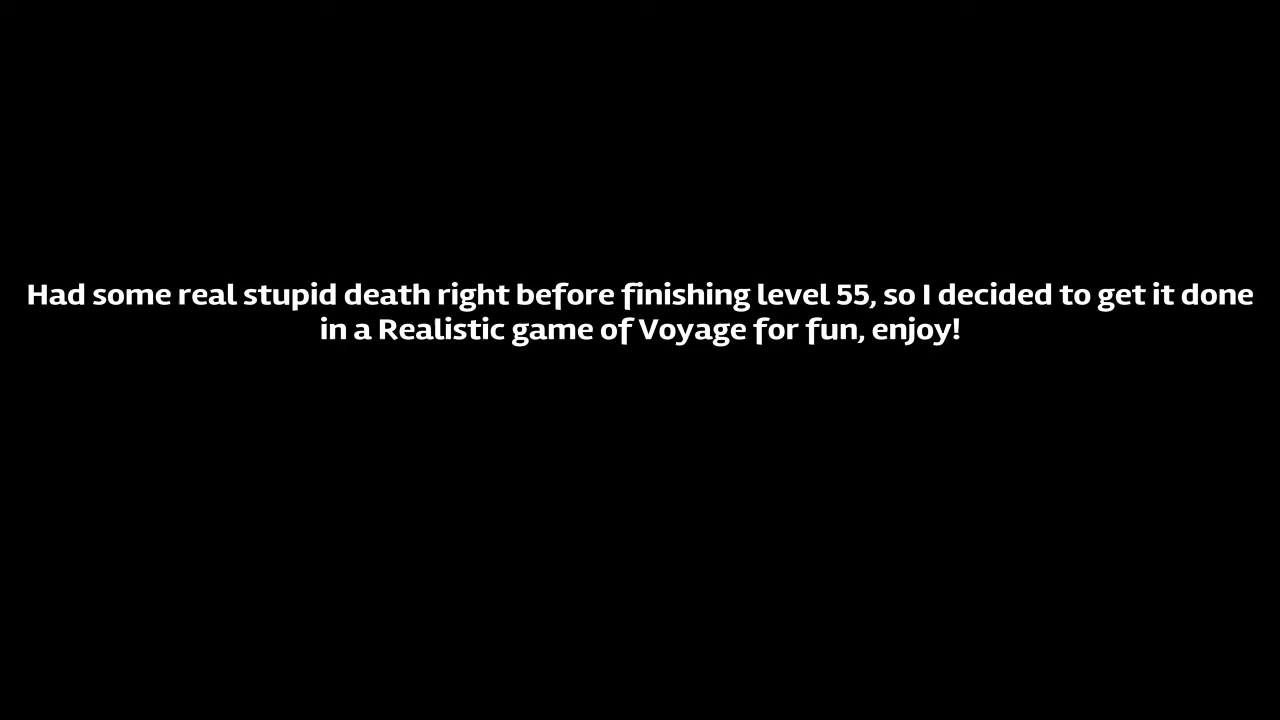 Had some real stupid death right before finishing level 55, so I decided to get it done
in a Realistic game of Voyage for fun, enjoy!